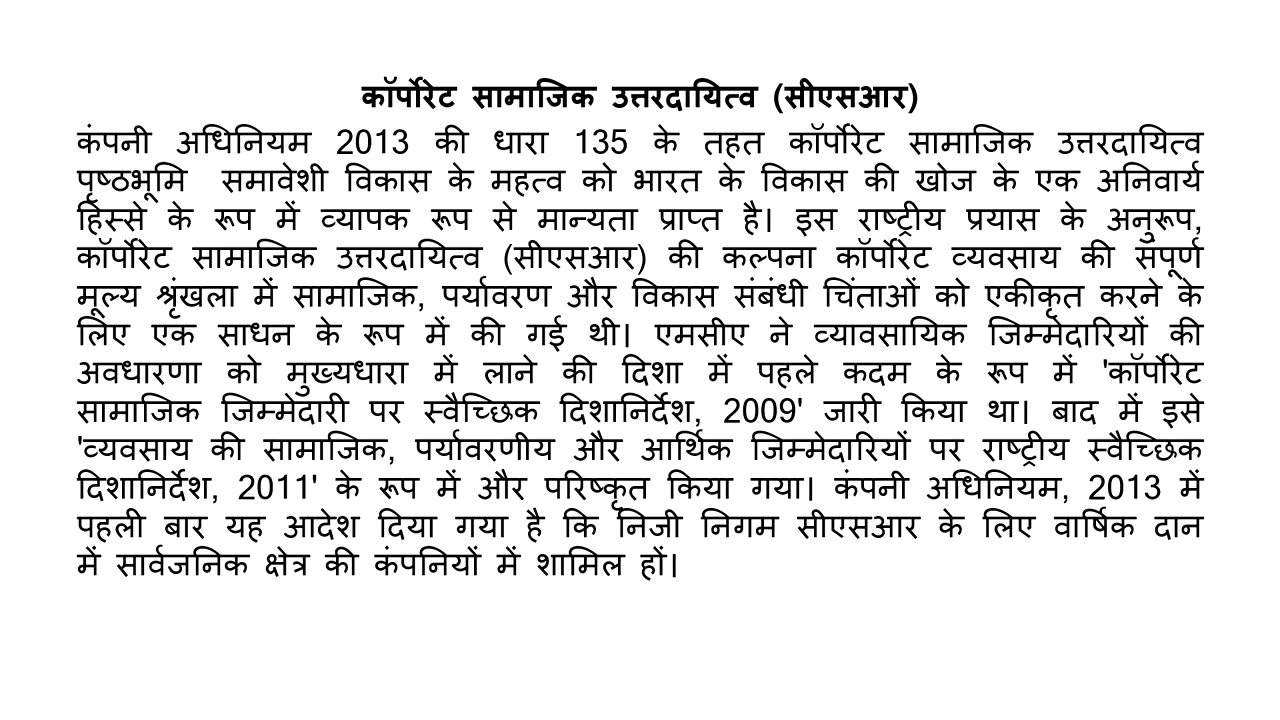 कॉर्पोरेट सामाजिक उत्तरदायित्व (सीएसआर)
कंपनी अधिनियम 2013 की धारा 135 के तहत कॉर्पोरेट सामाजिक उत्तरदायित्व
पृष्ठभूमि समावेशी विकास के महत्व को भारत के विकास की खोज के एक अनिवार्य
हिस्से के रूप में व्यापक रूप से मान्यता प्राप्त है। इस राष्ट्रीय प्रयास के अनुरूप,
कॉर्पोरेट सामाजिक उत्तरदायित्व (सीएसआर) की कल्पना कॉर्पोरेट व्यवसाय की संपूर्ण
मूल्य श्रृंखला में सामाजिक, पर्यावरण और विकास संबंधी चिंताओं को एकीकृत करने के
लिए एक साधन के रूप में की गई थी। एमसीए ने व्यावसायिक जिम्मेदारियों की
अवधारणा को मुख्यधारा में लाने की दिशा में पहले कदम के रूप में 'कॉर्पोरेट
सामाजिक जिम्मेदारी पर स्वैच्छिक दिशानिर्देश, 2009' जारी किया था। बाद में इसे
'व्यवसाय की सामाजिक, पर्यावरणीय और आर्थिक जिम्मेदारियों पर राष्ट्रीय स्वैच्छिक
दिशानिर्देश, 2011' के रूप में और परिष्कृत किया गया। कंपनी अधिनियम, 2013 में
पहली बार यह आदेश दिया गया है कि निजी निगम सीएसआर के लिए वार्षिक दान
में सार्वजनिक क्षेत्र की कंपनियों में शामिल हों।